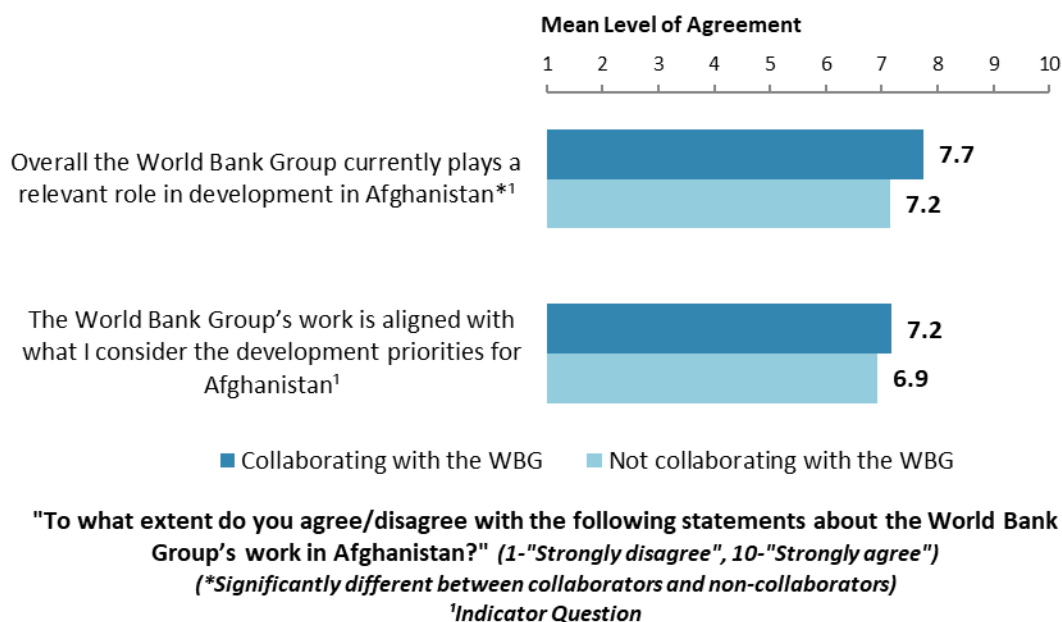 Mean Level of Agreement
1 2 3 4 5 6 7 8 9 10
Overall the World Bank Group currently plays a
relevant role in development in Afghanistan*¹
7.7
7.2
The World Bank Group’s work is aligned with
what I consider the development priorities for
Afghanistan¹
7.2
6.9
Collaborating with the WBG Not collaborating with the WBG
"To what extent do you agree/disagree with the following statements about the World Bank
Group’s work in Afghanistan?" (1-"Strongly disagree", 10-"Strongly agree")
(*Significantly different between collaborators and non-collaborators)
¹Indicator Question